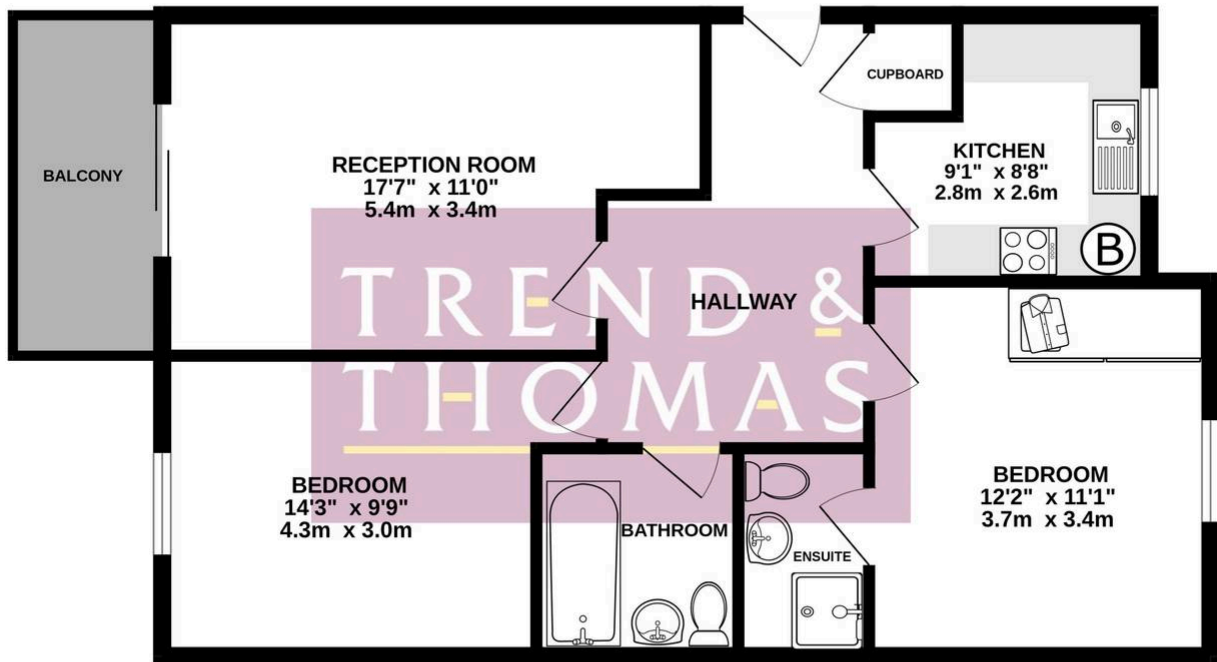 BALCONY
RECEPTION ROOM
17'7" x 11'0"
5.4m x 3.4m
CUPBOARD
KITCHEN
9'1" x 8'8"
2.8m x 2.6m
B
TREND &
THOMAS
HALLWAY
BEDROOM
14'3" x 9'9"
4.3m x 3.0m
BATHROOM
ENSUITE
BEDROOM
12'2" x 11'1"
3.7m x 3.4m